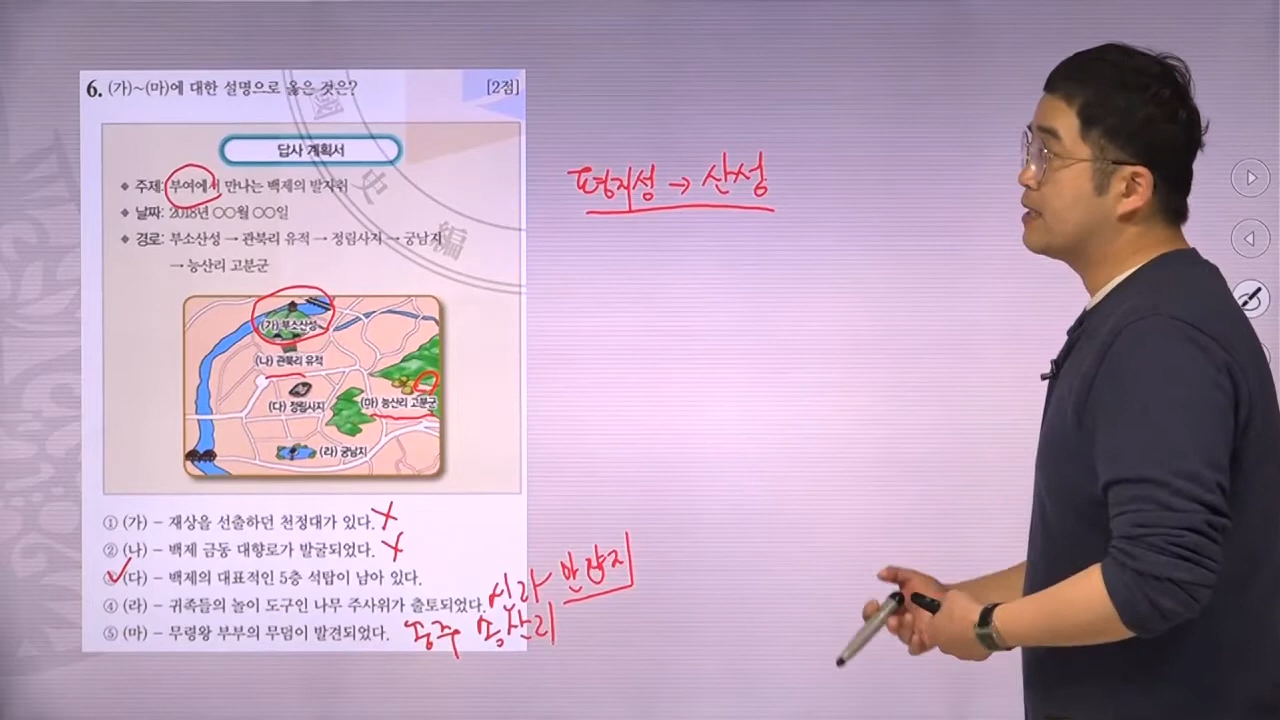 6. (가)~(마)에 대한 설명으로 옳은 것은? [2점]
답사 계획서
❖ 주제: 부여에서 만나는 백제의 발자취
❖ 날짜: 2018년 ○○월 ○○일
❖ 경로: 부소산성 → 관북리 유적 → 정림사지 → 궁남지
→ 능산리 고분군
(가) 부소산성
(나) 관북리 유적
(다) 정림사지
(마) 능산리 고분군
(라) 궁남지
① (가) - 재상을 선출하던 천정대가 있다. X
② (나) - 백제 금동 대향로가 발굴되었다. X
③ (다) - 백제의 대표적인 5층 석탑이 남아 있다.
④ (라) - 귀족들의 놀이 도구인 나무 주사위가 출토되었다. 신라
⑤ (마) - 무령왕 부부의 무덤이 발견되었다. 공주 송산리
평지성 → 산성
國史編